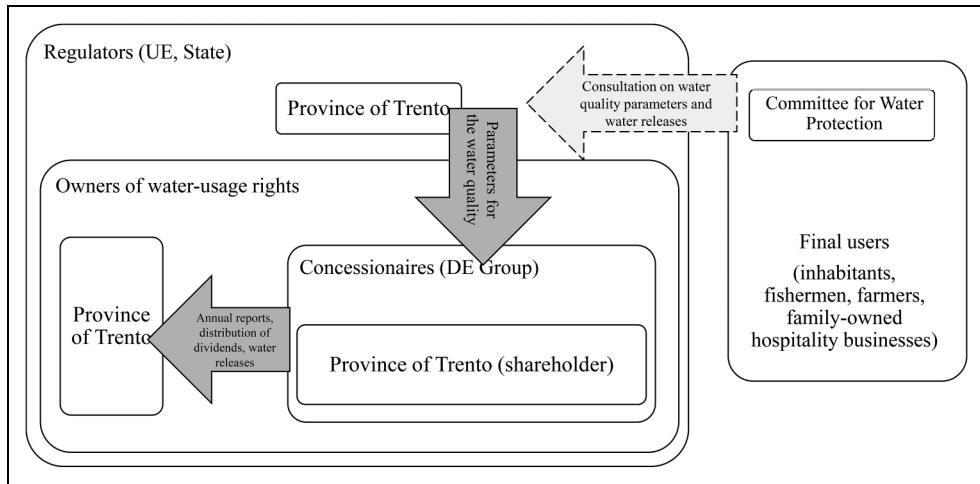 Regulators (UE, State)
Province of Trento
Parameters for
the water quality
Consultation on water
quality parameters and
water releases
Committee for Water
Protection
Owners of water-usage rights
Province
of Trento
Annual reports,
distribution of
dividends, water
releases
Concessionaires (DE Group)
Province of Trento (shareholder)
Final users
(inhabitants,
fishermen, farmers,
family-owned
hospitality businesses)